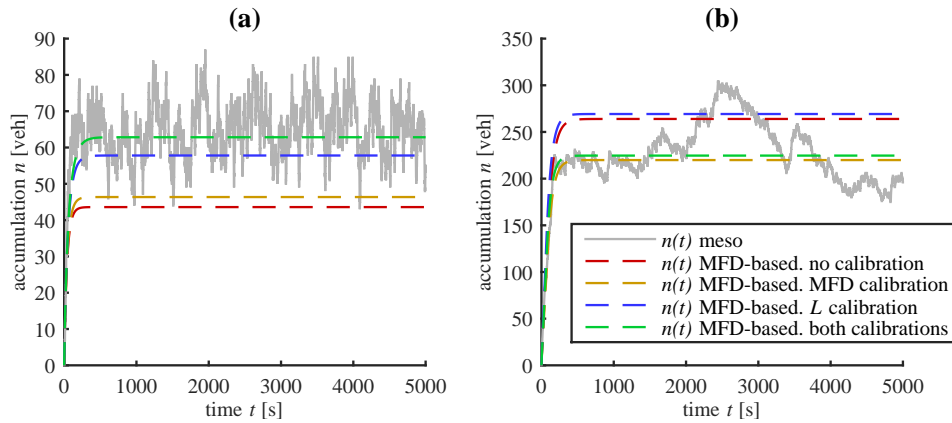 (a)
90
80
70
60
50
40
30
20
10
0
accumulation n [veh]
0 1000 2000 3000 4000 5000
time t [s]
(b)
350
300
250
200
150
100
50
0
accumulation n [veh]
n(t) meso
n(t) MFD-based. no calibration
n(t) MFD-based. MFD calibration
n(t) MFD-based. L calibration
n(t) MFD-based. both calibrations
0 1000 2000 3000 4000 5000
time t [s]